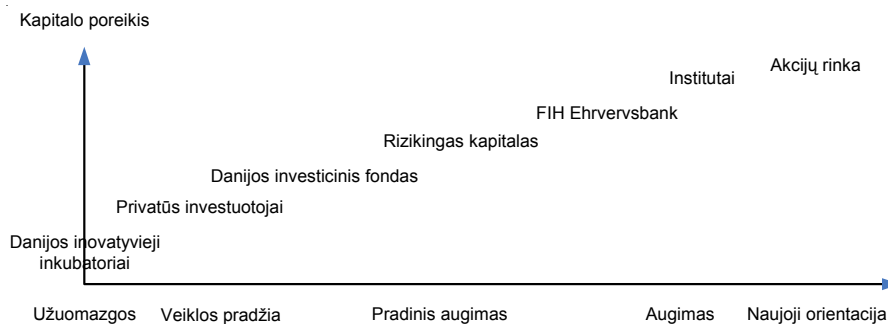 Kapitalo poreikis
Akcijų rinka
Institutai
FIH Ehrvervsbank
Rizikingas kapitalas
Danijos investicinis fondas
Privatūs investuotojai
Danijos inovatyvieji
inkubatoriai
Užuomazgos Veiklos pradžia Pradinis augimas Augimas Naujoji orientacija